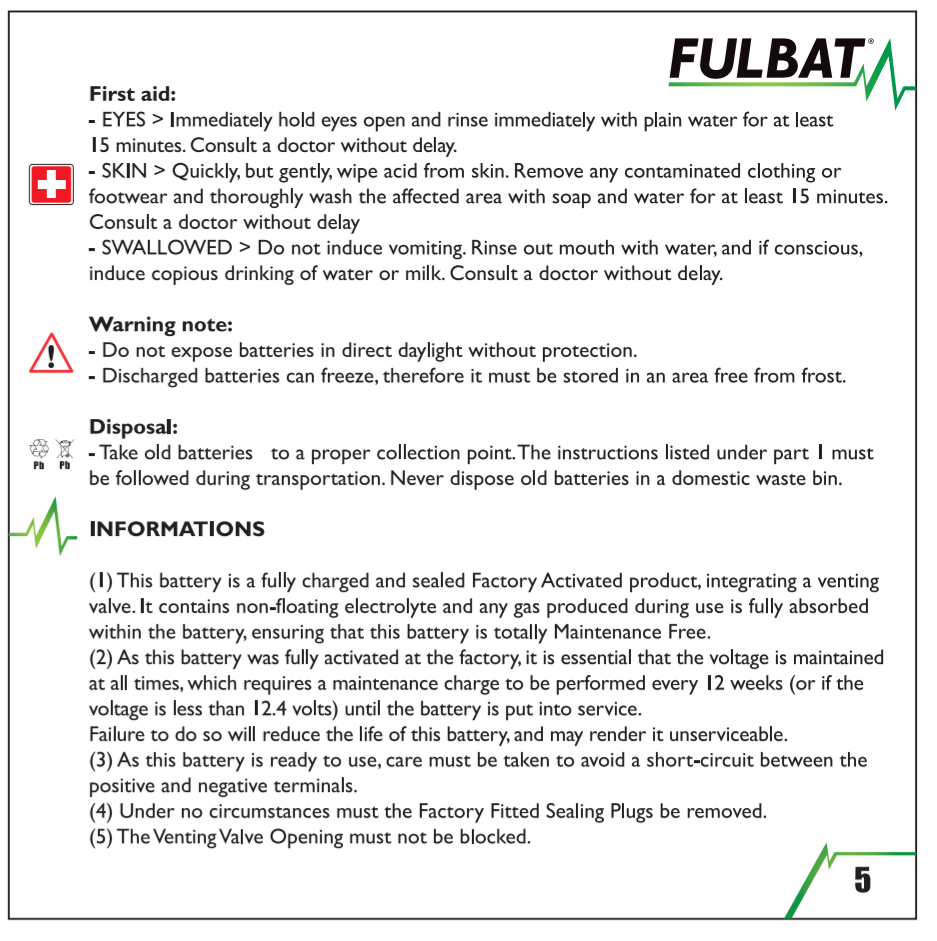 FULBAT®
First aid:
- EYES > Immediately hold eyes open and rinse immediately with plain water for at least
15 minutes. Consult a doctor without delay.
- SKIN > Quickly, but gently, wipe acid from skin. Remove any contaminated clothing or
footwear and thoroughly wash the affected area with soap and water for at least 15 minutes.
Consult a doctor without delay
- SWALLOWED > Do not induce vomiting. Rinse out mouth with water, and if conscious,
induce copious drinking of water or milk. Consult a doctor without delay.
Warning note:
- Do not expose batteries in direct daylight without protection.
- Discharged batteries can freeze, therefore it must be stored in an area free from frost.
Disposal:
- Take old batteries to a proper collection point. The instructions listed under part 1 must
Pb Pb
be followed during transportation. Never dispose old batteries in a domestic waste bin.
INFORMATIONS
(1) This battery is a fully charged and sealed Factory Activated product, integrating a venting
valve. It contains non-floating electrolyte and any gas produced during use is fully absorbed
within the battery, ensuring that this battery is totally Maintenance Free.
(2) As this battery was fully activated at the factory, it is essential that the voltage is maintained
at all times, which requires a maintenance charge to be performed every 12 weeks (or if the
voltage is less than 12.4 volts) until the battery is put into service.
Failure to do so will reduce the life of this battery, and may render it unserviceable.
(3) As this battery is ready to use, care must be taken to avoid a short-circuit between the
positive and negative terminals.
(4) Under no circumstances must the Factory Fitted Sealing Plugs be removed.
(5) The Venting Valve Opening must not be blocked.
5